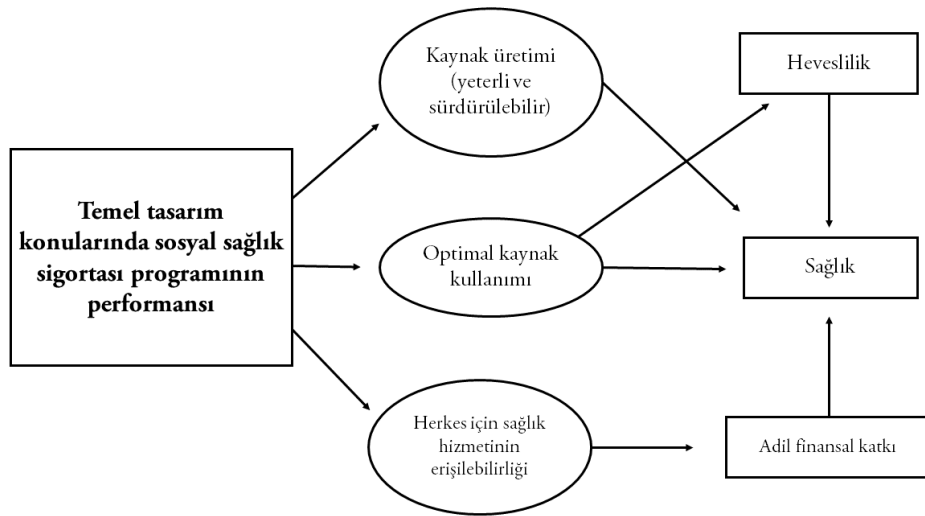 Temel tasarım
konularında sosyal sağlık
sigortası programının
performansı
Kaynak üretimi
(yeterli ve
sürdürülebilir)
Optimal kaynak
kullanımı
Herkes için sağlık
hizmetinin
erişilebilirliği
Heveslilik
Sağlık
Adil finansal katkı